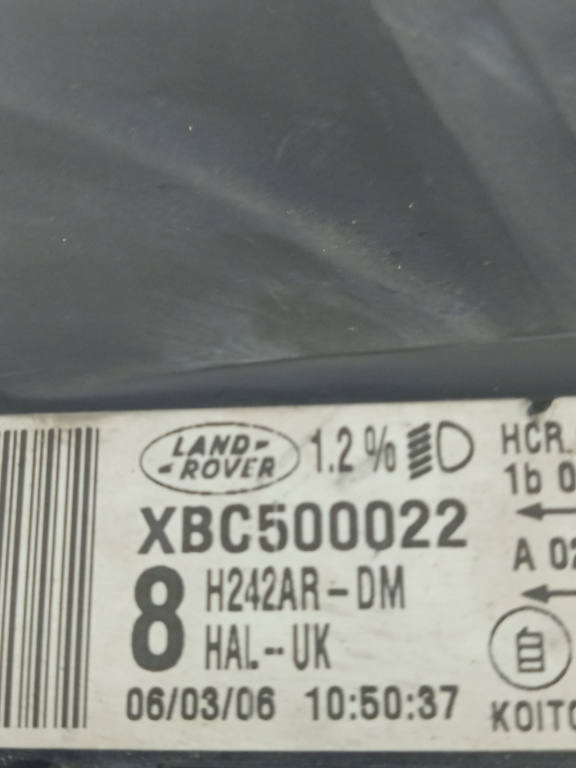 LAND-
-ROVER
1.2%
XBC500022
8
H242AR-DM
HAL-UK
06/03/06 10:50:37
HCR
1b 0
A 02
自
KOITO